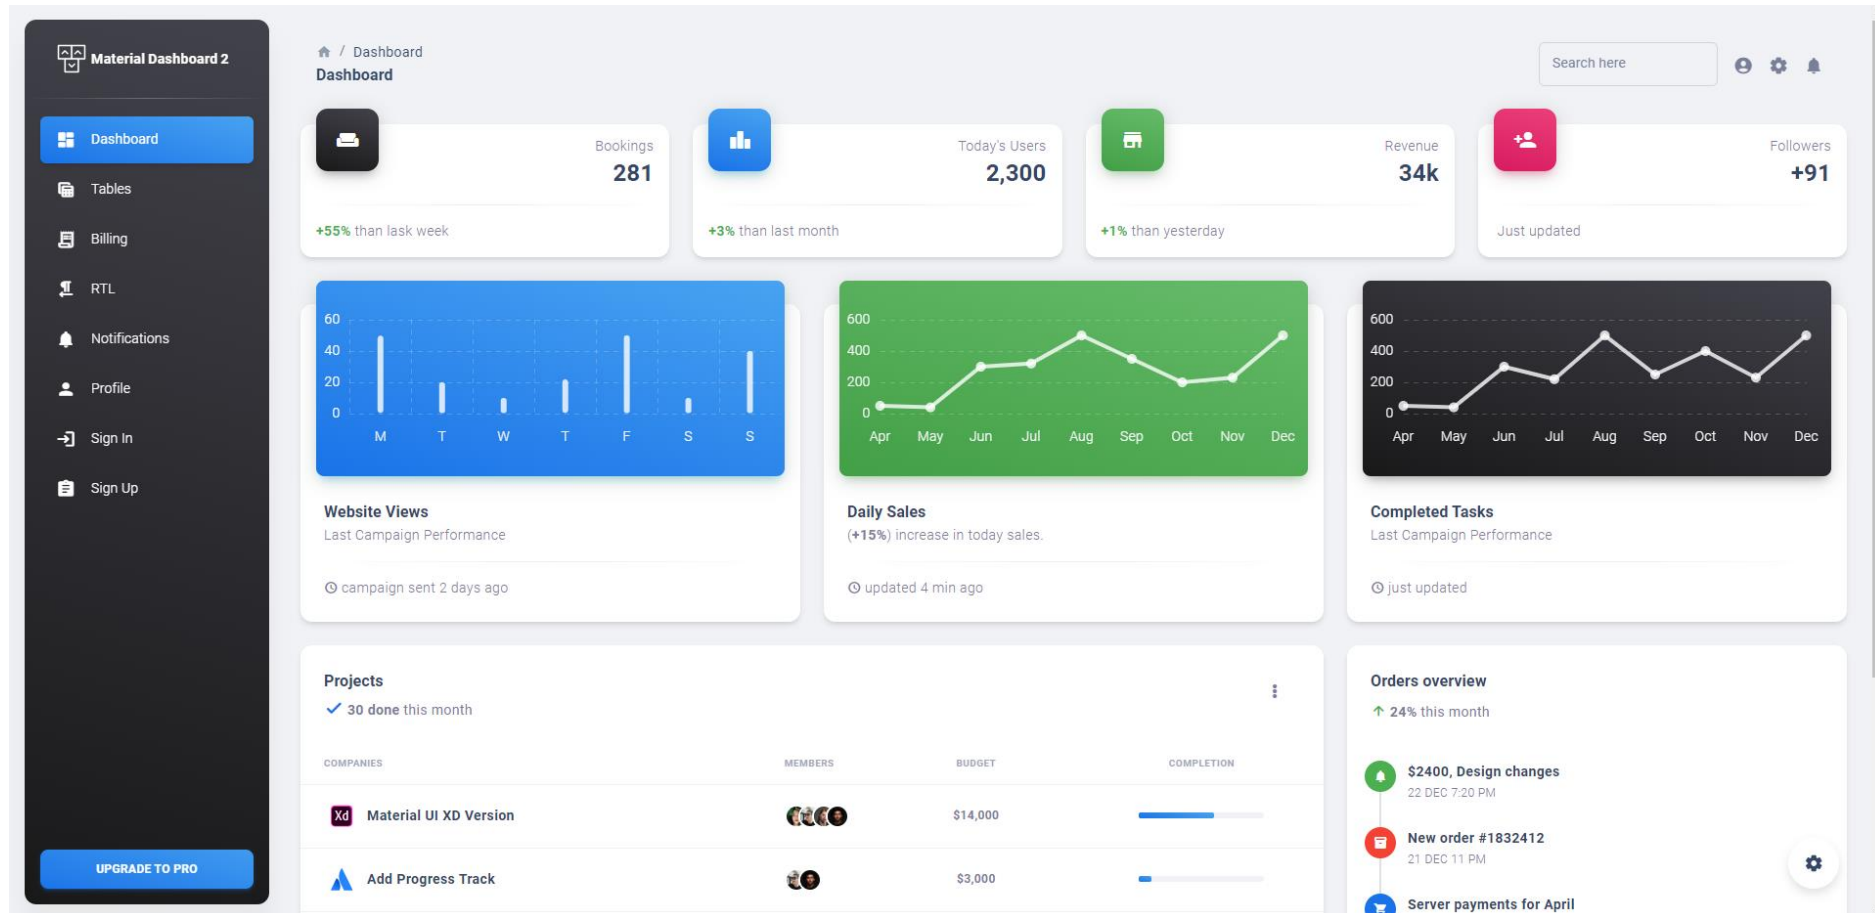 Material Dashboard 2
Dashboard
Tables
Billing
RTL
Notifications
Profile
Sign In
Sign Up
UPGRADE TO PRO
/ Dashboard
Dashboard
Search here
Bookings
281
+55% than lask week
Today's Users
2,300
+3% than last month
Revenue
34k
+1% than yesterday
Followers
+91
Just updated
60
40
20
0
M T W T F S S
Website Views
Last Campaign Performance
campaign sent 2 days ago
600
400
200
0
Apr May Jun Jul Aug Sep Oct Nov Dec
Daily Sales
(+15%) increase in today sales.
updated 4 min ago
600
400
200
0
Apr May Jun Jul Aug Sep Oct Nov Dec
Completed Tasks
Last Campaign Performance
just updated
Projects
30 done this month
COMPANIES MEMBERS BUDGET COMPLETION
Xd Material UI XD Version $14,000
Add Progress Track $3,000
Orders overview
24% this month
$2400, Design changes
22 DEC 7:20 PM
New order #1832412
21 DEC 11 PM
Server payments for April